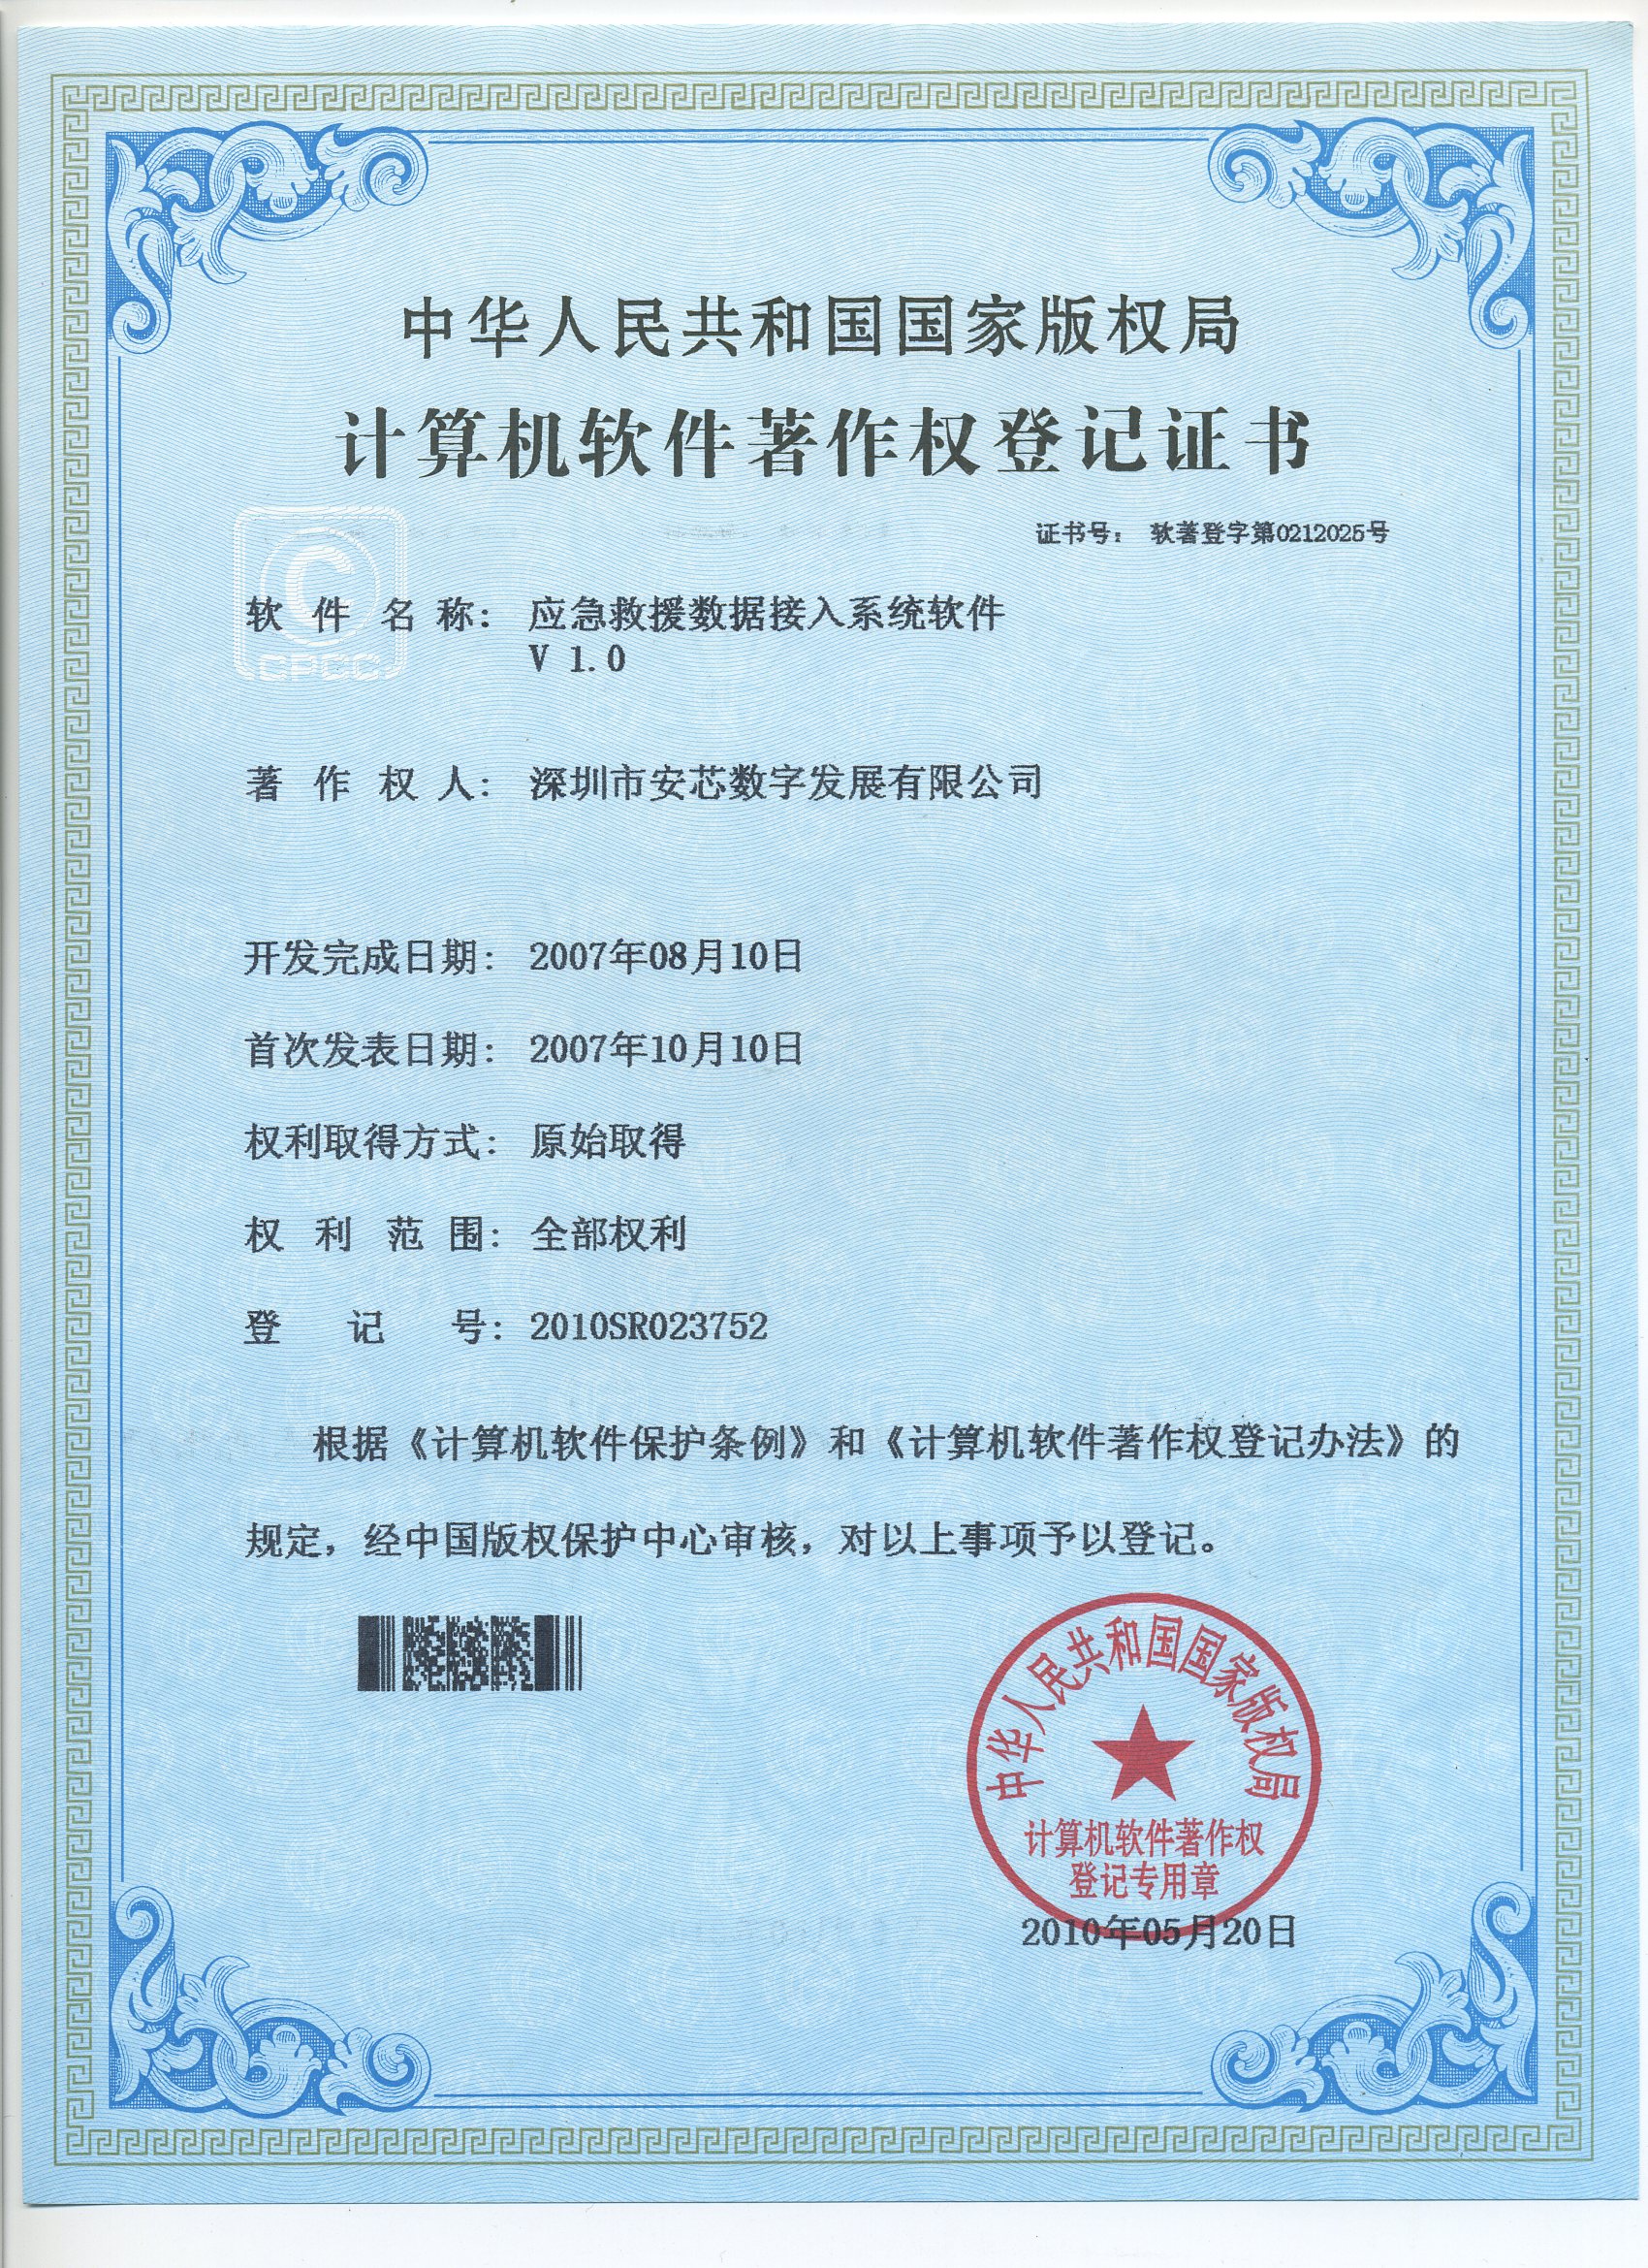 中华人民共和国国家版权局
计算机软件著作权登记证书
证书号： 软著登字第0212025号
CPCC
软件名称： 应急救援数据接入系统软件
V 1.0
著作权人： 深圳市安芯数字发展有限公司
开发完成日期： 2007年08月10日
首次发表日期： 2007年10月10日
权利取得方式： 原始取得
权利范围： 全部权利
登记号： 2010SR023752
根据《计算机软件保护条例》和《计算机软件著作权登记办法》的
规定，经中国版权保护中心审核，对以上事项予以登记。
中华人民共和国国家版权局
计算机软件著作权
登记专用章
2010年05月20日